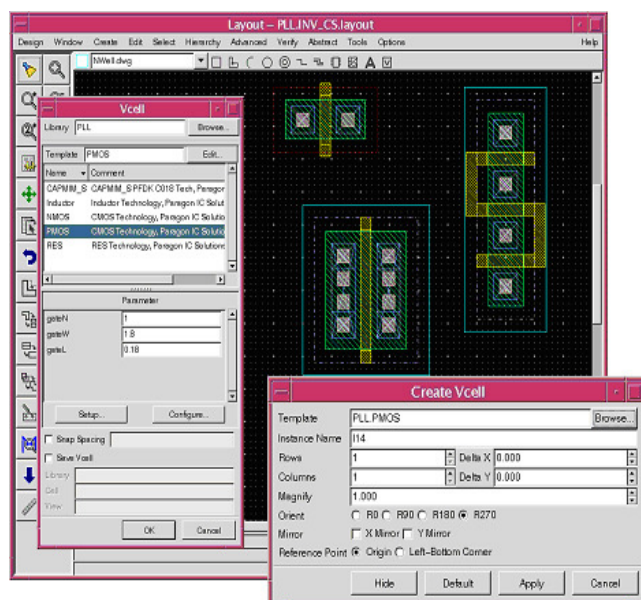 Layout – PLL.INV_CS.layout
Design Window Create Edit Select Hierarchy Advanced Verify Abstract Tools Options Help
NWell.dwg
Vcell
Library PLL Browse...
Template PMOS Edit...
Name Comment
CAPMIM_S CAPMIM_SPFDK C018 Tech, Paragor
Inductor Inductor Technology, Paragon IC Solut
NMOS CMOS Technology, Paragon IC Solutio
PMOS CMOS Technology, Paragon IC Solutio
RES RES Technology, Paragon IC Solutions
Parameter
gateN 1
gateW 1.8
gateL 0.18
Setup... Configure...
Snap Spacing
Save Vcell
Library
Cell
View
OK Cancel
Create Vcell
Template PLL.PMOS Browse...
Instance Name I14
Rows 1 Delta X 0.000
Columns 1 Delta Y 0.000
Magnify 1.000
Orient R0 R90 R180 R270
Mirror X Mirror Y Mirror
Reference Point Origin Left-Bottom Corner
Hide Default Apply Cancel